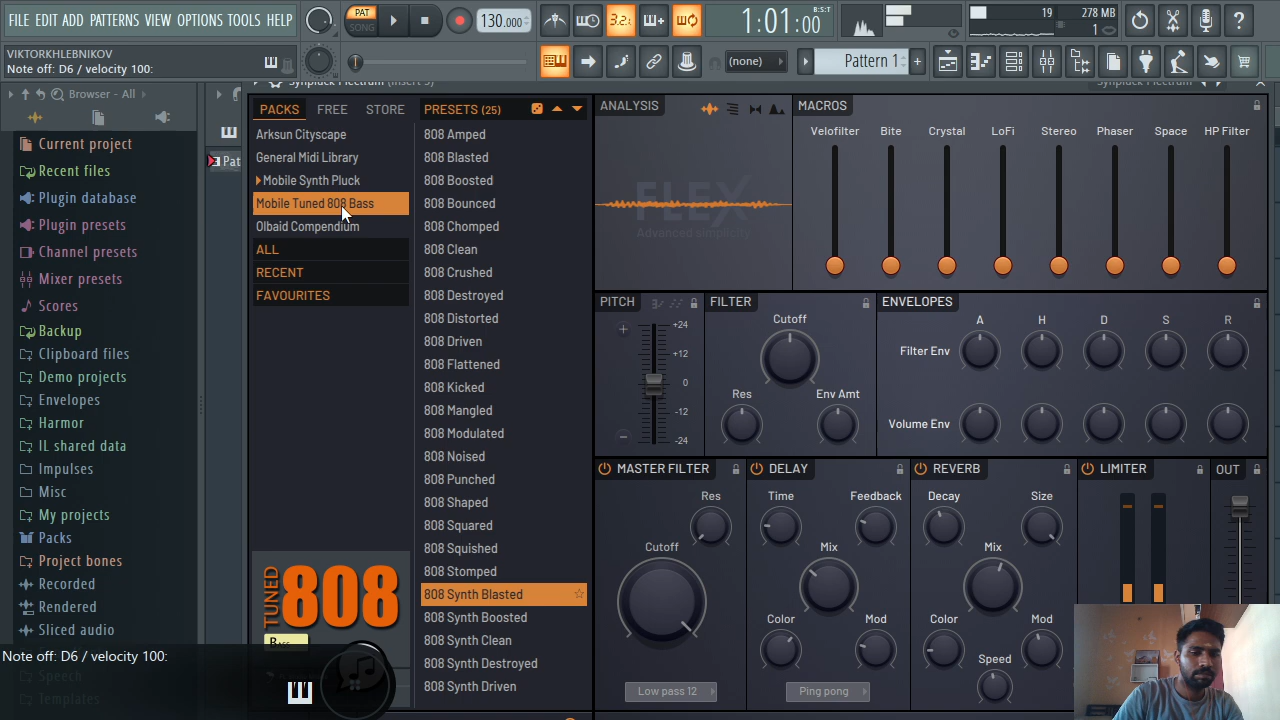 FILE EDIT ADD PATTERNS VIEW OPTIONS TOOLS HELP
PAT
SONG
130.000
3.2.
1:01:00
B:S:T
19
278 MB
1
VIKTORKHLEBNIKOV
Note off: D6 / velocity 100:
(none)
Pattern 1
Browser - All
Current project
Recent files
Plugin database
Plugin presets
Channel presets
Mixer presets
Scores
Backup
Clipboard files
Demo projects
Envelopes
Harmor
IL shared data
Impulses
Misc
My projects
Packs
Project bones
Recorded
Rendered
Sliced audio
Speech
Templates
Pat
PACKS
FREE
STORE
Arksun Cityscape
General Midi Library
Mobile Synth Pluck
Mobile Tuned 808 Bass
Olbaid Compendium
ALL
RECENT
FAVOURITES
TUNED
808
PRESETS (25)
808 Amped
808 Blasted
808 Boosted
808 Bounced
808 Chomped
808 Clean
808 Crushed
808 Destroyed
808 Distorted
808 Driven
808 Flattened
808 Kicked
808 Mangled
808 Modulated
808 Noised
808 Punched
808 Shaped
808 Squared
808 Squished
808 Stomped
808 Synth Blasted
808 Synth Boosted
808 Synth Clean
808 Synth Destroyed
808 Synth Driven
ANALYSIS
FLEX
Advanced simplicity
MACROS
Velofilter
Bite
Crystal
LoFi
Stereo
Phaser
Space
HP Filter
PITCH
+24
+12
0
-12
-24
FILTER
Cutoff
Res
Env Amt
ENVELOPES
A
H
D
S
R
Filter Env
Volume Env
MASTER FILTER
Res
Cutoff
Low pass 12
DELAY
Time
Feedback
Mix
Color
Mod
Ping pong
REVERB
Decay
Size
Mix
Color
Mod
Speed
LIMITER
OUT
Note off: D6 / velocity 100: